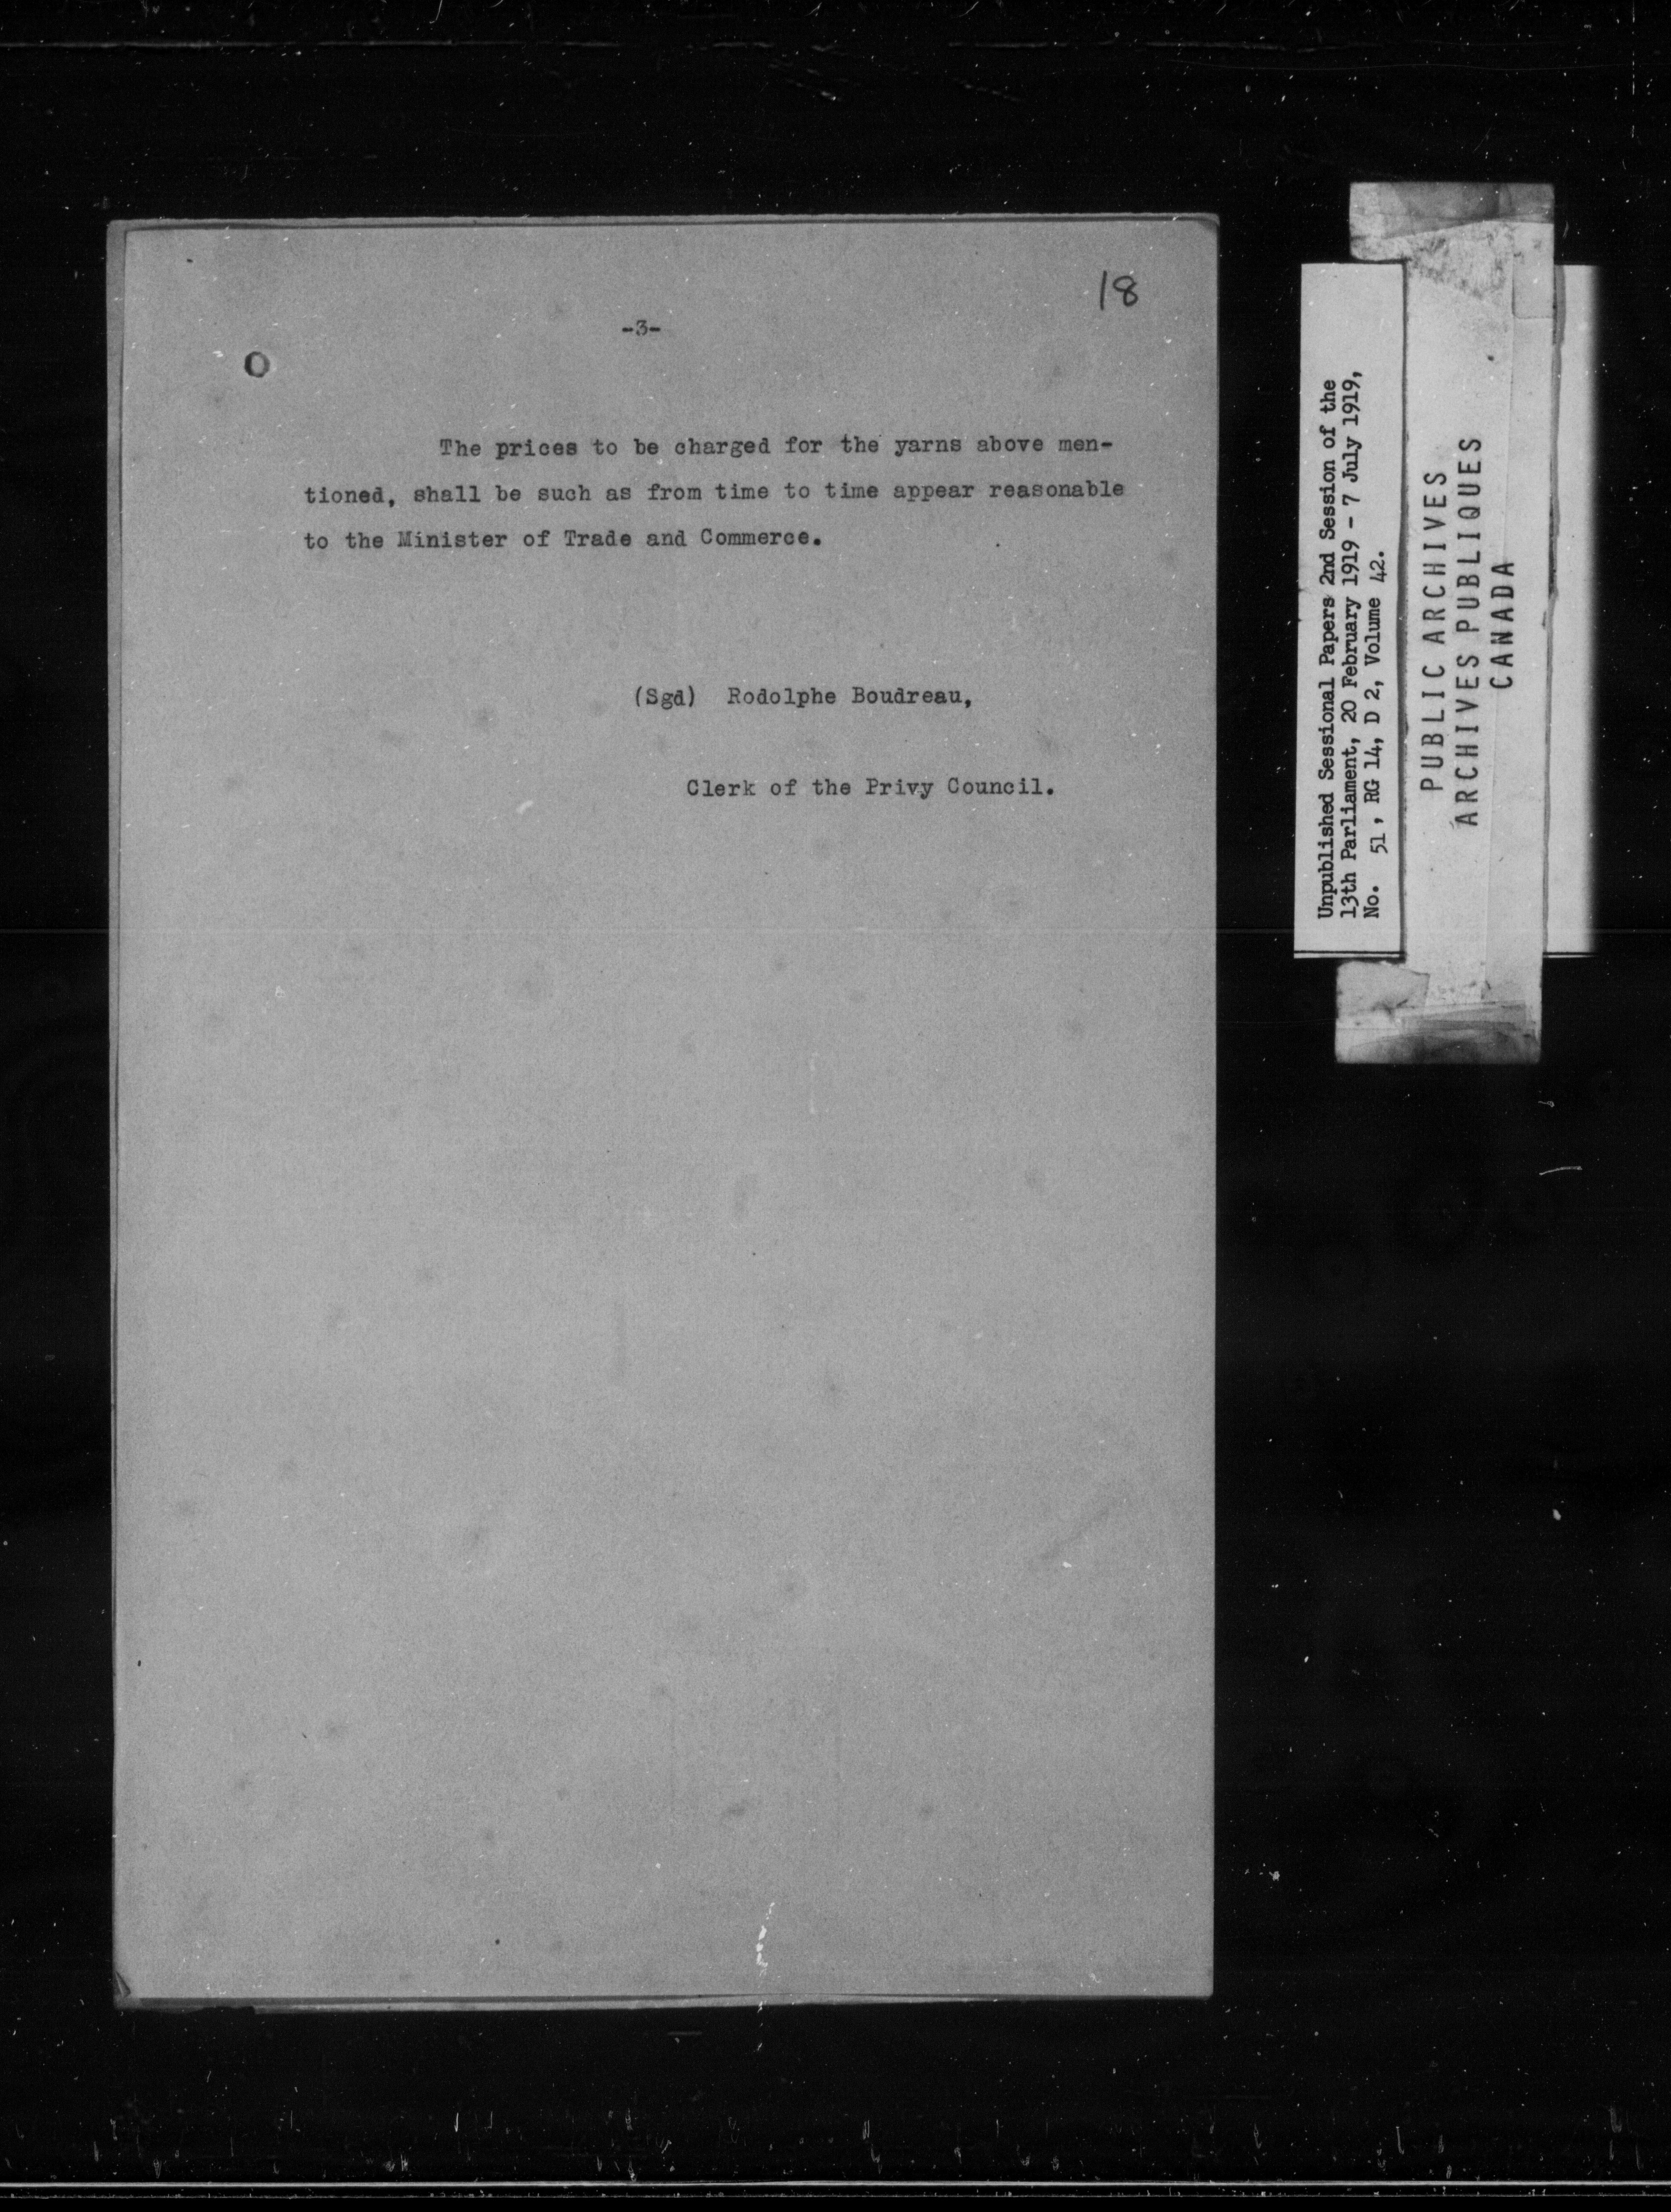 18
-3-
The prices to be charged for the yarns above men-
tioned, shall be such as from time to time appear reasonable
to the Minister of Trade and Commerce.
(Sgd) Rodolphe Boudreau,
Clerk of the Privy Council.
Unpublished Sessional Papers 2nd Session of the
13th Parliament, 20 February 1919 - 7 July 1919,
No. 51, RG 14, D 2, Volume 42.
PUBLIC ARCHIVES
ARCHIVES PUBLIQUES
CANADA